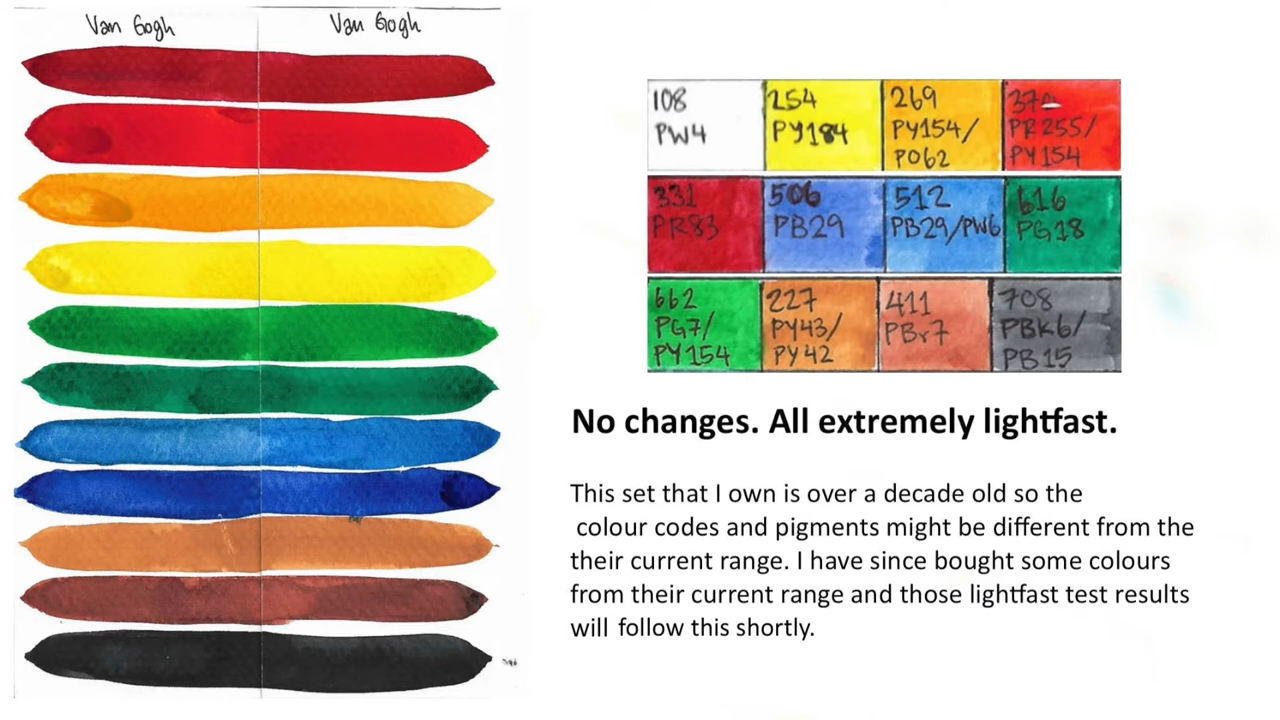 Van Gogh
Van Gogh
108
PW4
254
PY184
269
PY154/
PO62
PR255/
PY154
331
PR83
506
PB29
512
PB29/PW6
616
PG18
662
PG7/
PY154
227
PY43/
PY42
411
PBr7
708
PBk6/
PB15
No changes. All extremely lightfast.
This set that I own is over a decade old so the
colour codes and pigments might be different from the
their current range. I have since bought some colours
from their current range and those lightfast test results
will follow this shortly.